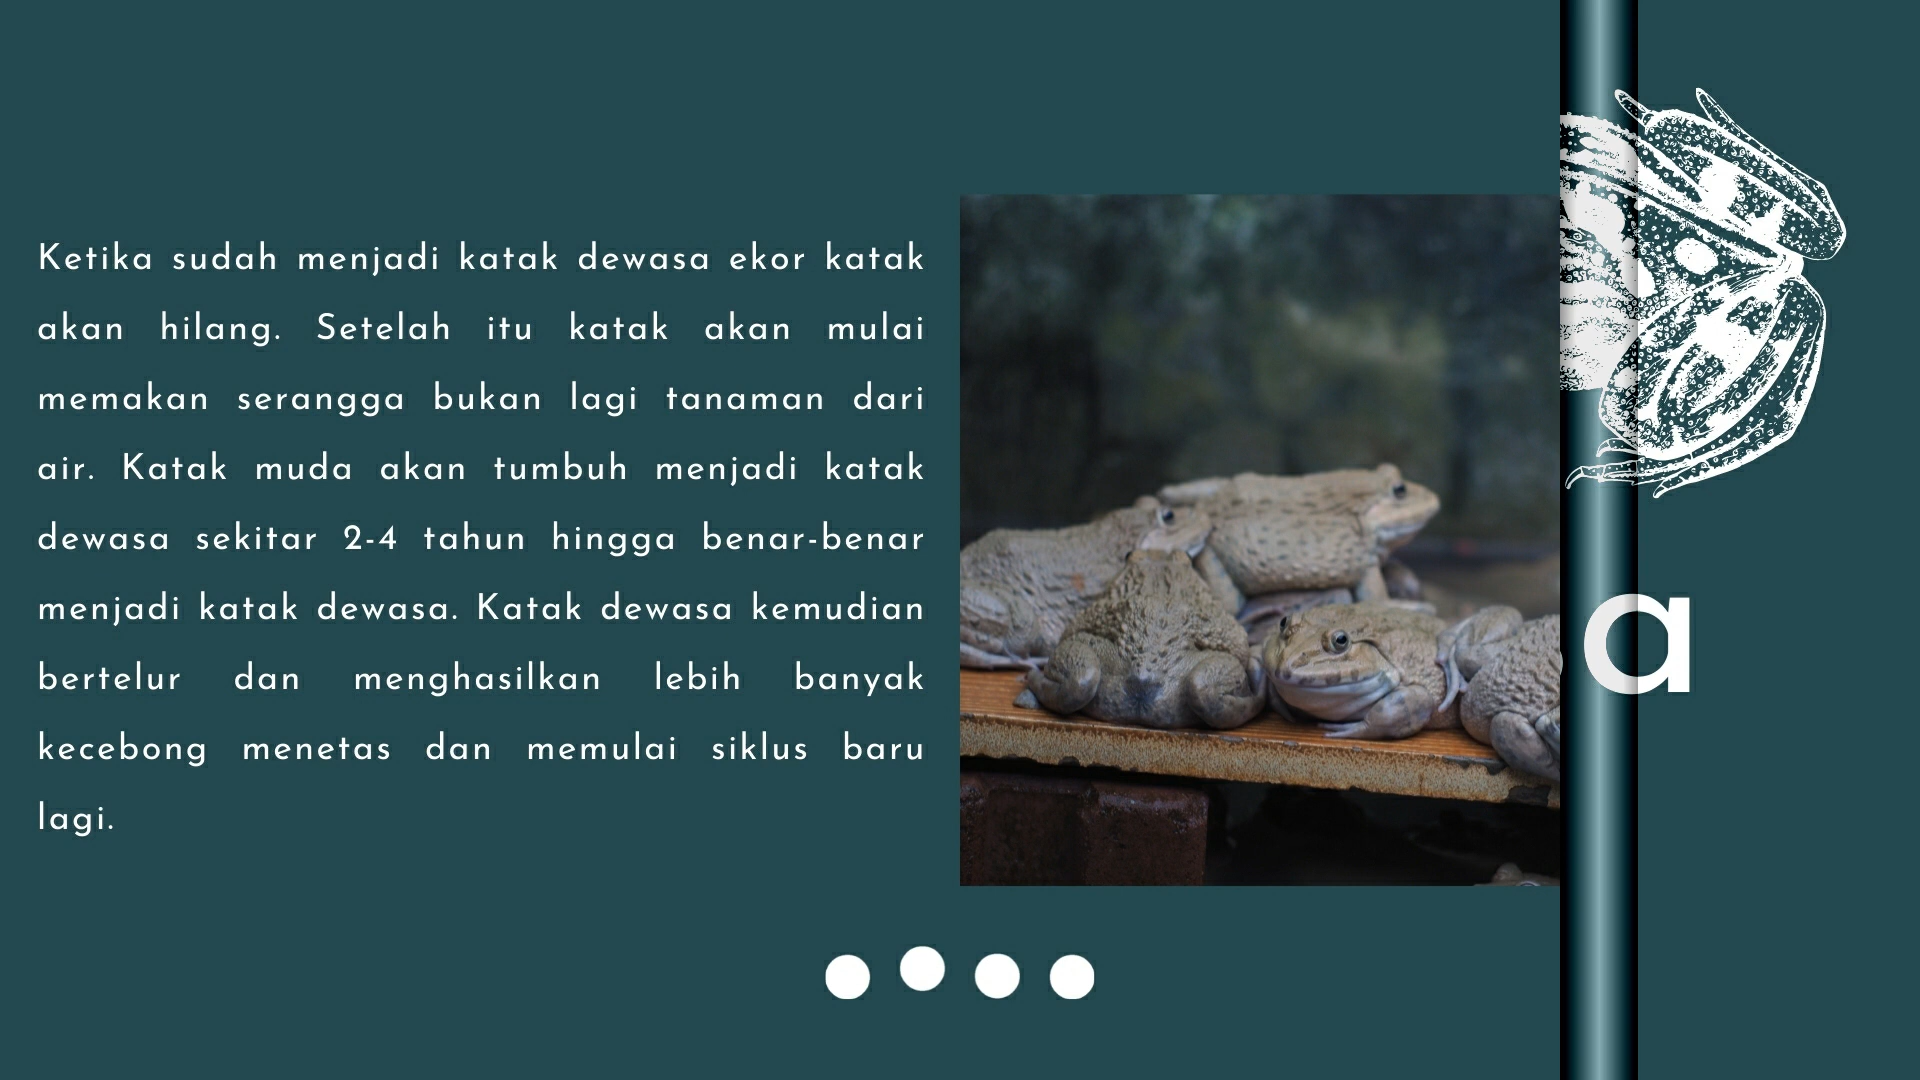 Ketika sudah menjadi katak dewasa ekor katak
akan hilang. Setelah itu katak akan mulai
memakan serangga bukan lagi tanaman dari
air. Katak muda akan tumbuh menjadi katak
dewasa sekitar 2-4 tahun hingga benar-benar
menjadi katak dewasa. Katak dewasa kemudian
bertelur dan menghasilkan lebih banyak
kecebong menetas dan memulai siklus baru
lagi.
a